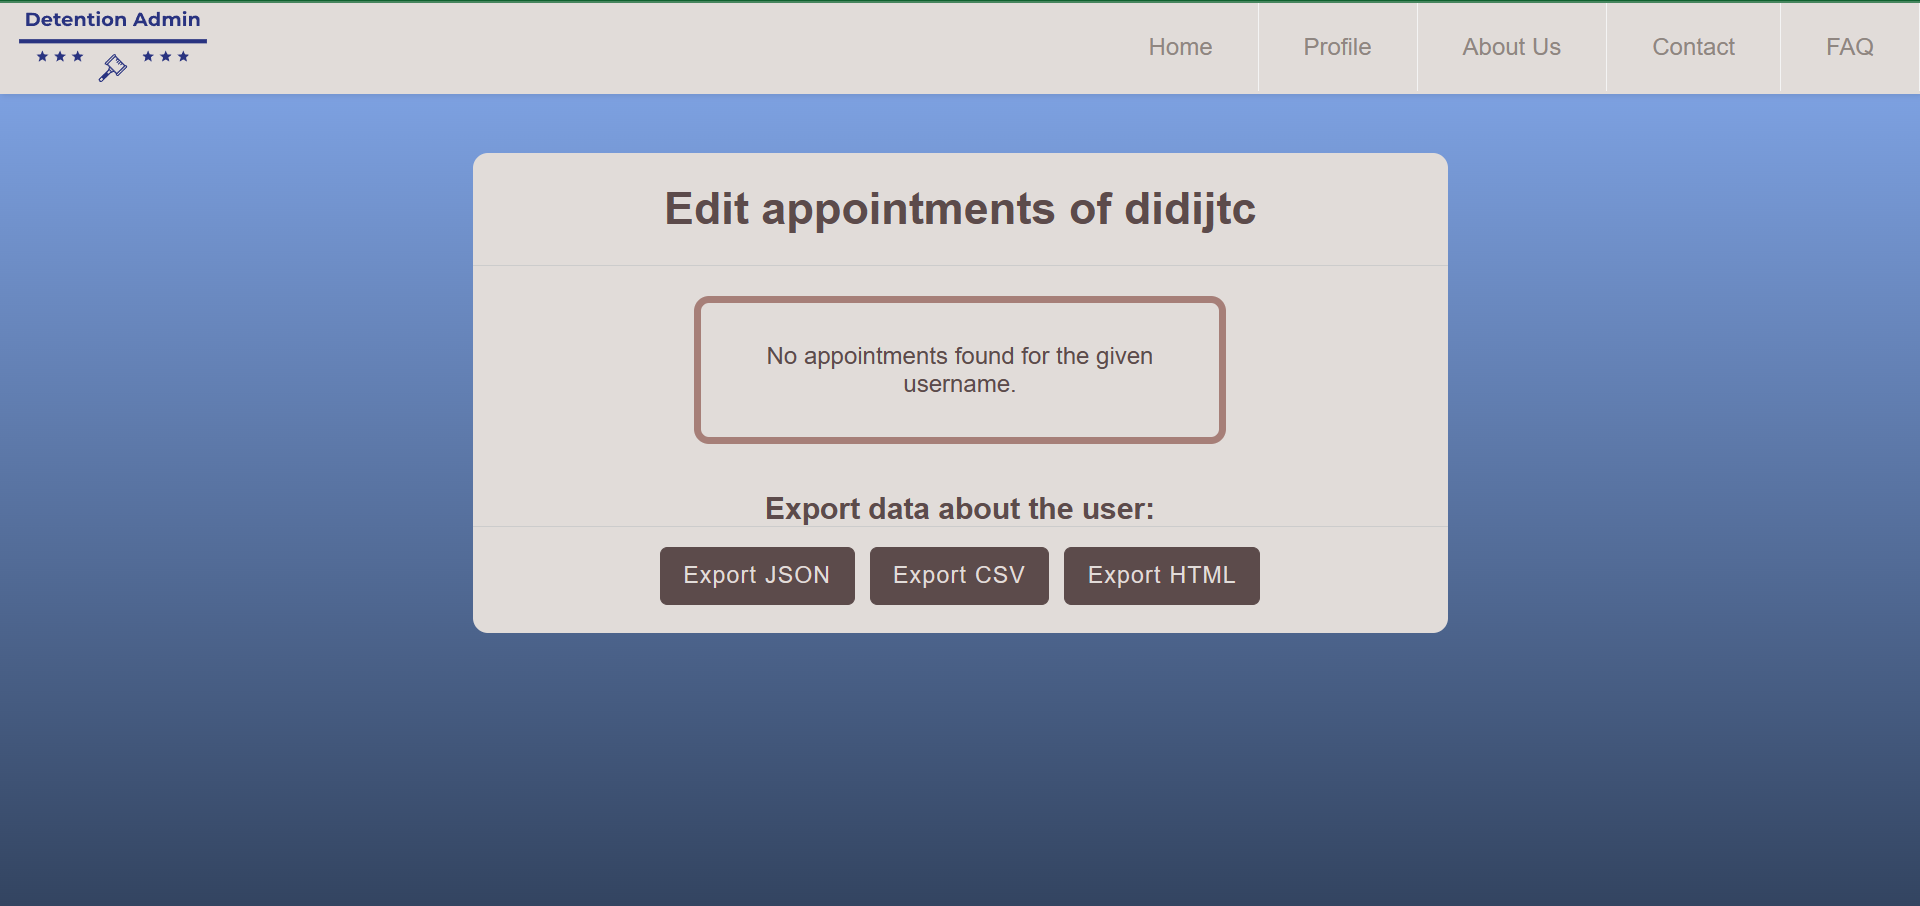 Detention Admin
Home
Profile
About Us
Contact
FAQ
Edit appointments of didijtc
No appointments found for the given
username.
Export data about the user:
Export JSON
Export CSV
Export HTML